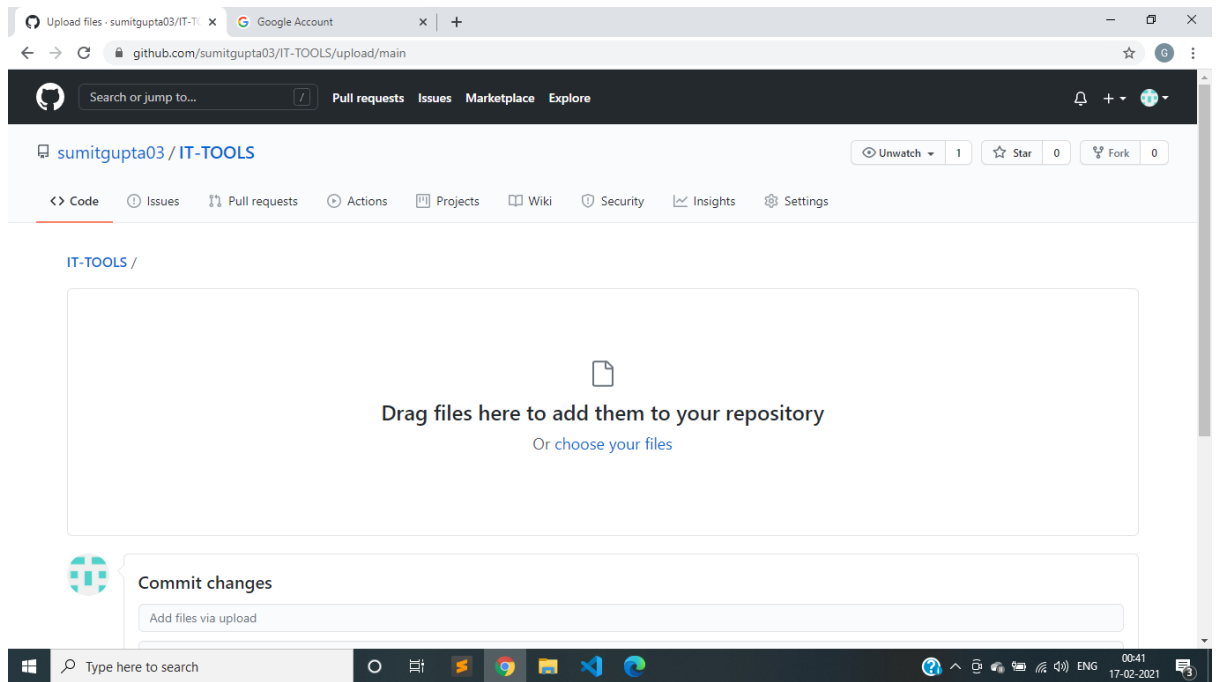 Upload files · sumitgupta03/IT-TO
Google Account
github.com/sumitgupta03/IT-TOOLS/upload/main
G
Search or jump to... /
Pull requests Issues Marketplace Explore
sumitgupta03 / IT-TOOLS
Unwatch 1 Star 0 Fork 0
<> Code Issues Pull requests Actions Projects Wiki Security Insights Settings
IT-TOOLS /
Drag files here to add them to your repository
Or choose your files
Commit changes
Add files via upload
Type here to search
ENG
00:41
17-02-2021
3